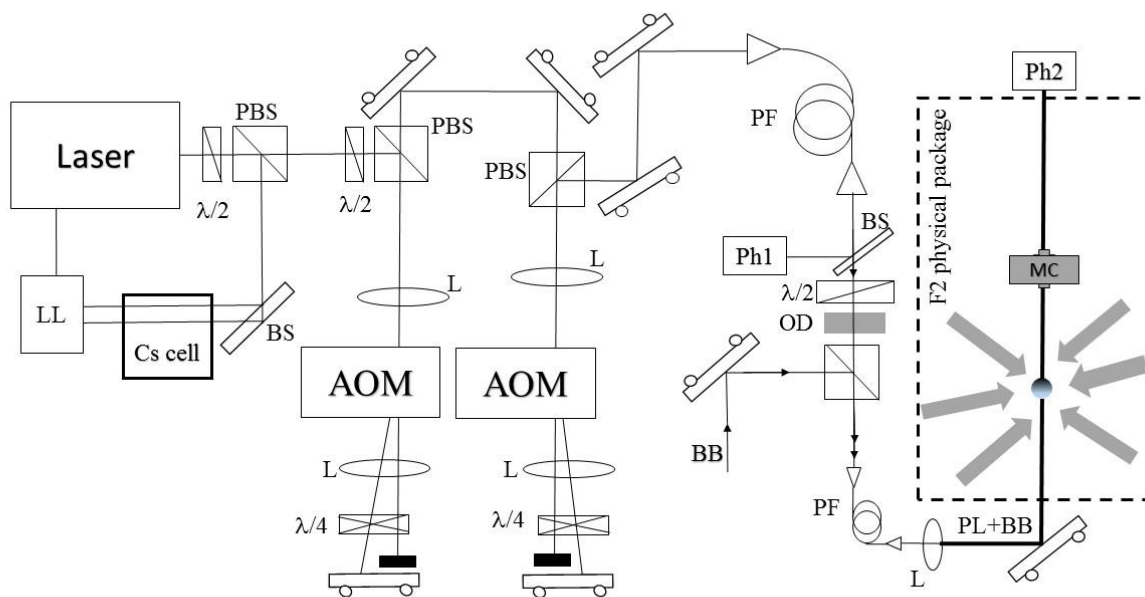 Laser
λ/2
PBS
λ/2
PBS
PBS
PF
Ph2
F2 physical package
MC
Ph1
BS
λ/2
OD
LL
Cs cell
BS
L
L
AOM
AOM
BB
L
L
λ/4
λ/4
PF
PL+BB
L